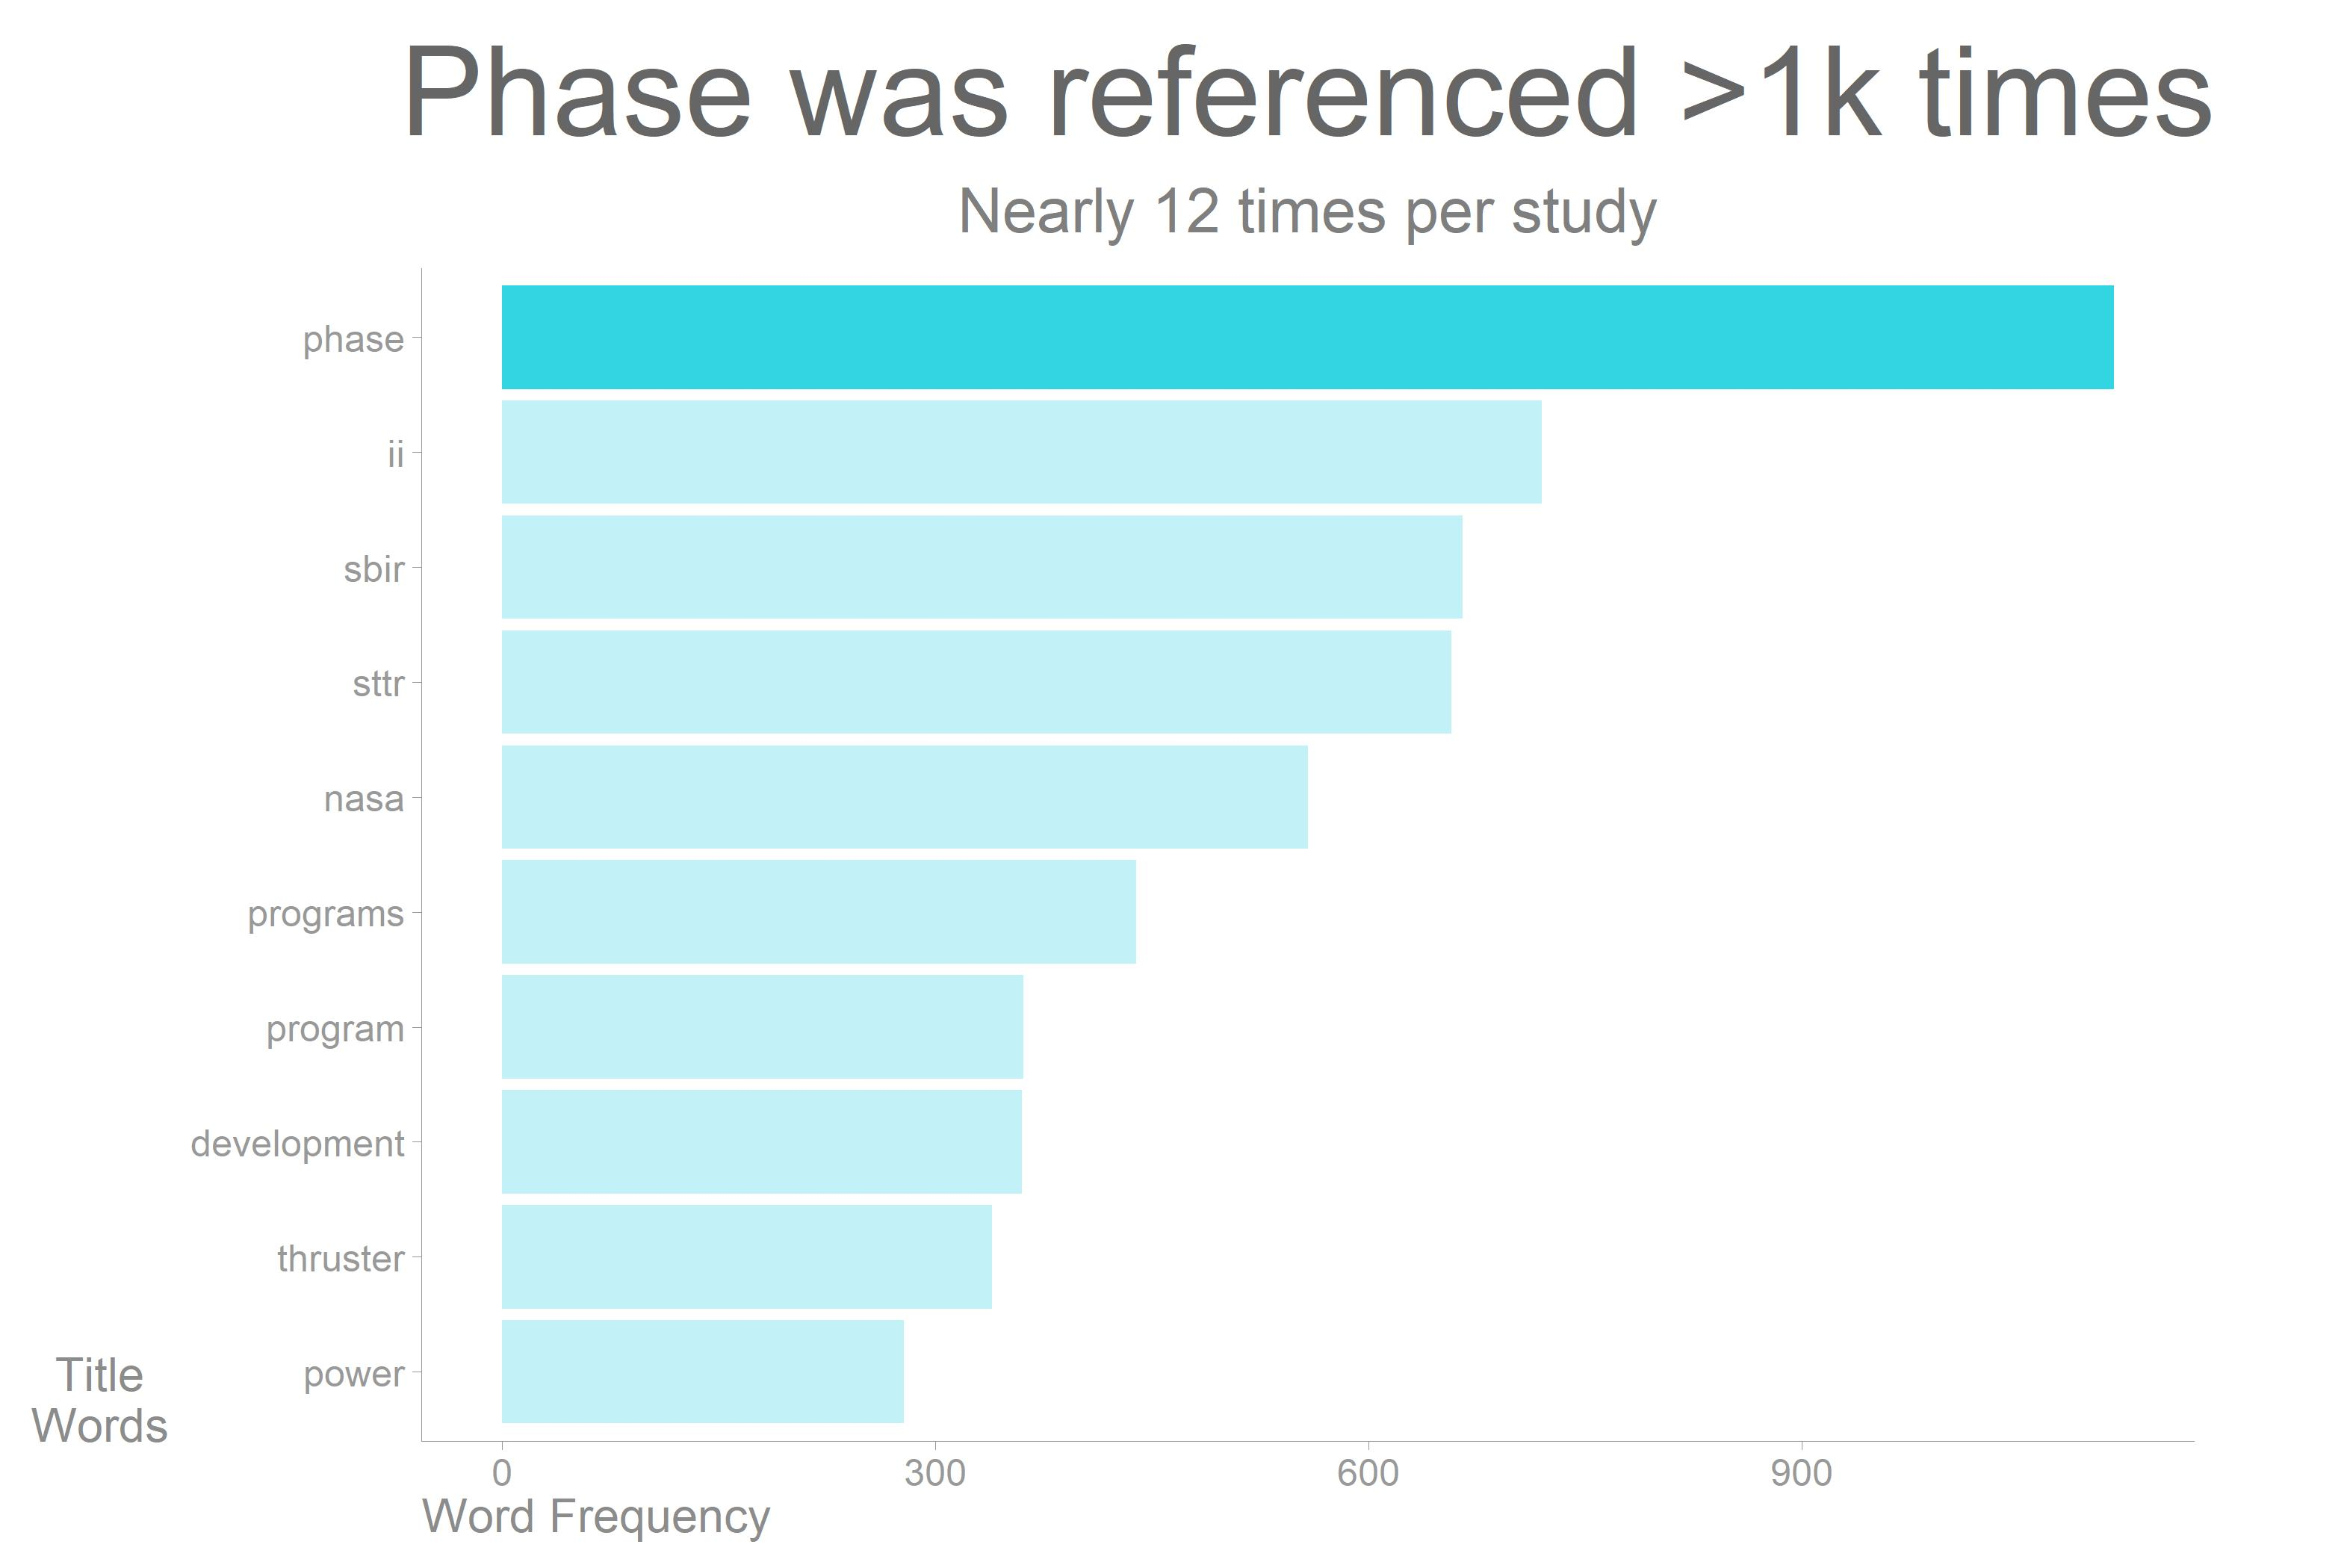 Phase was referenced >1k times
Nearly 12 times per study
phase
ii
sbir
sttr
nasa
programs
program
development
thruster
power
Title
Words
0 300 600 900
Word Frequency